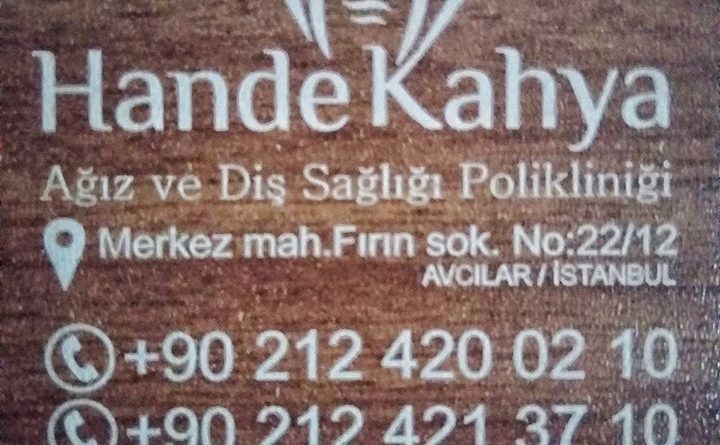 Hande Kahya
Ağız ve Diş Sağlığı Polikliniği
Merkez mah.Fırın sok. No:22/12
AVCILAR / İSTANBUL
+90 212 420 02 10
+90 212 421 37 10